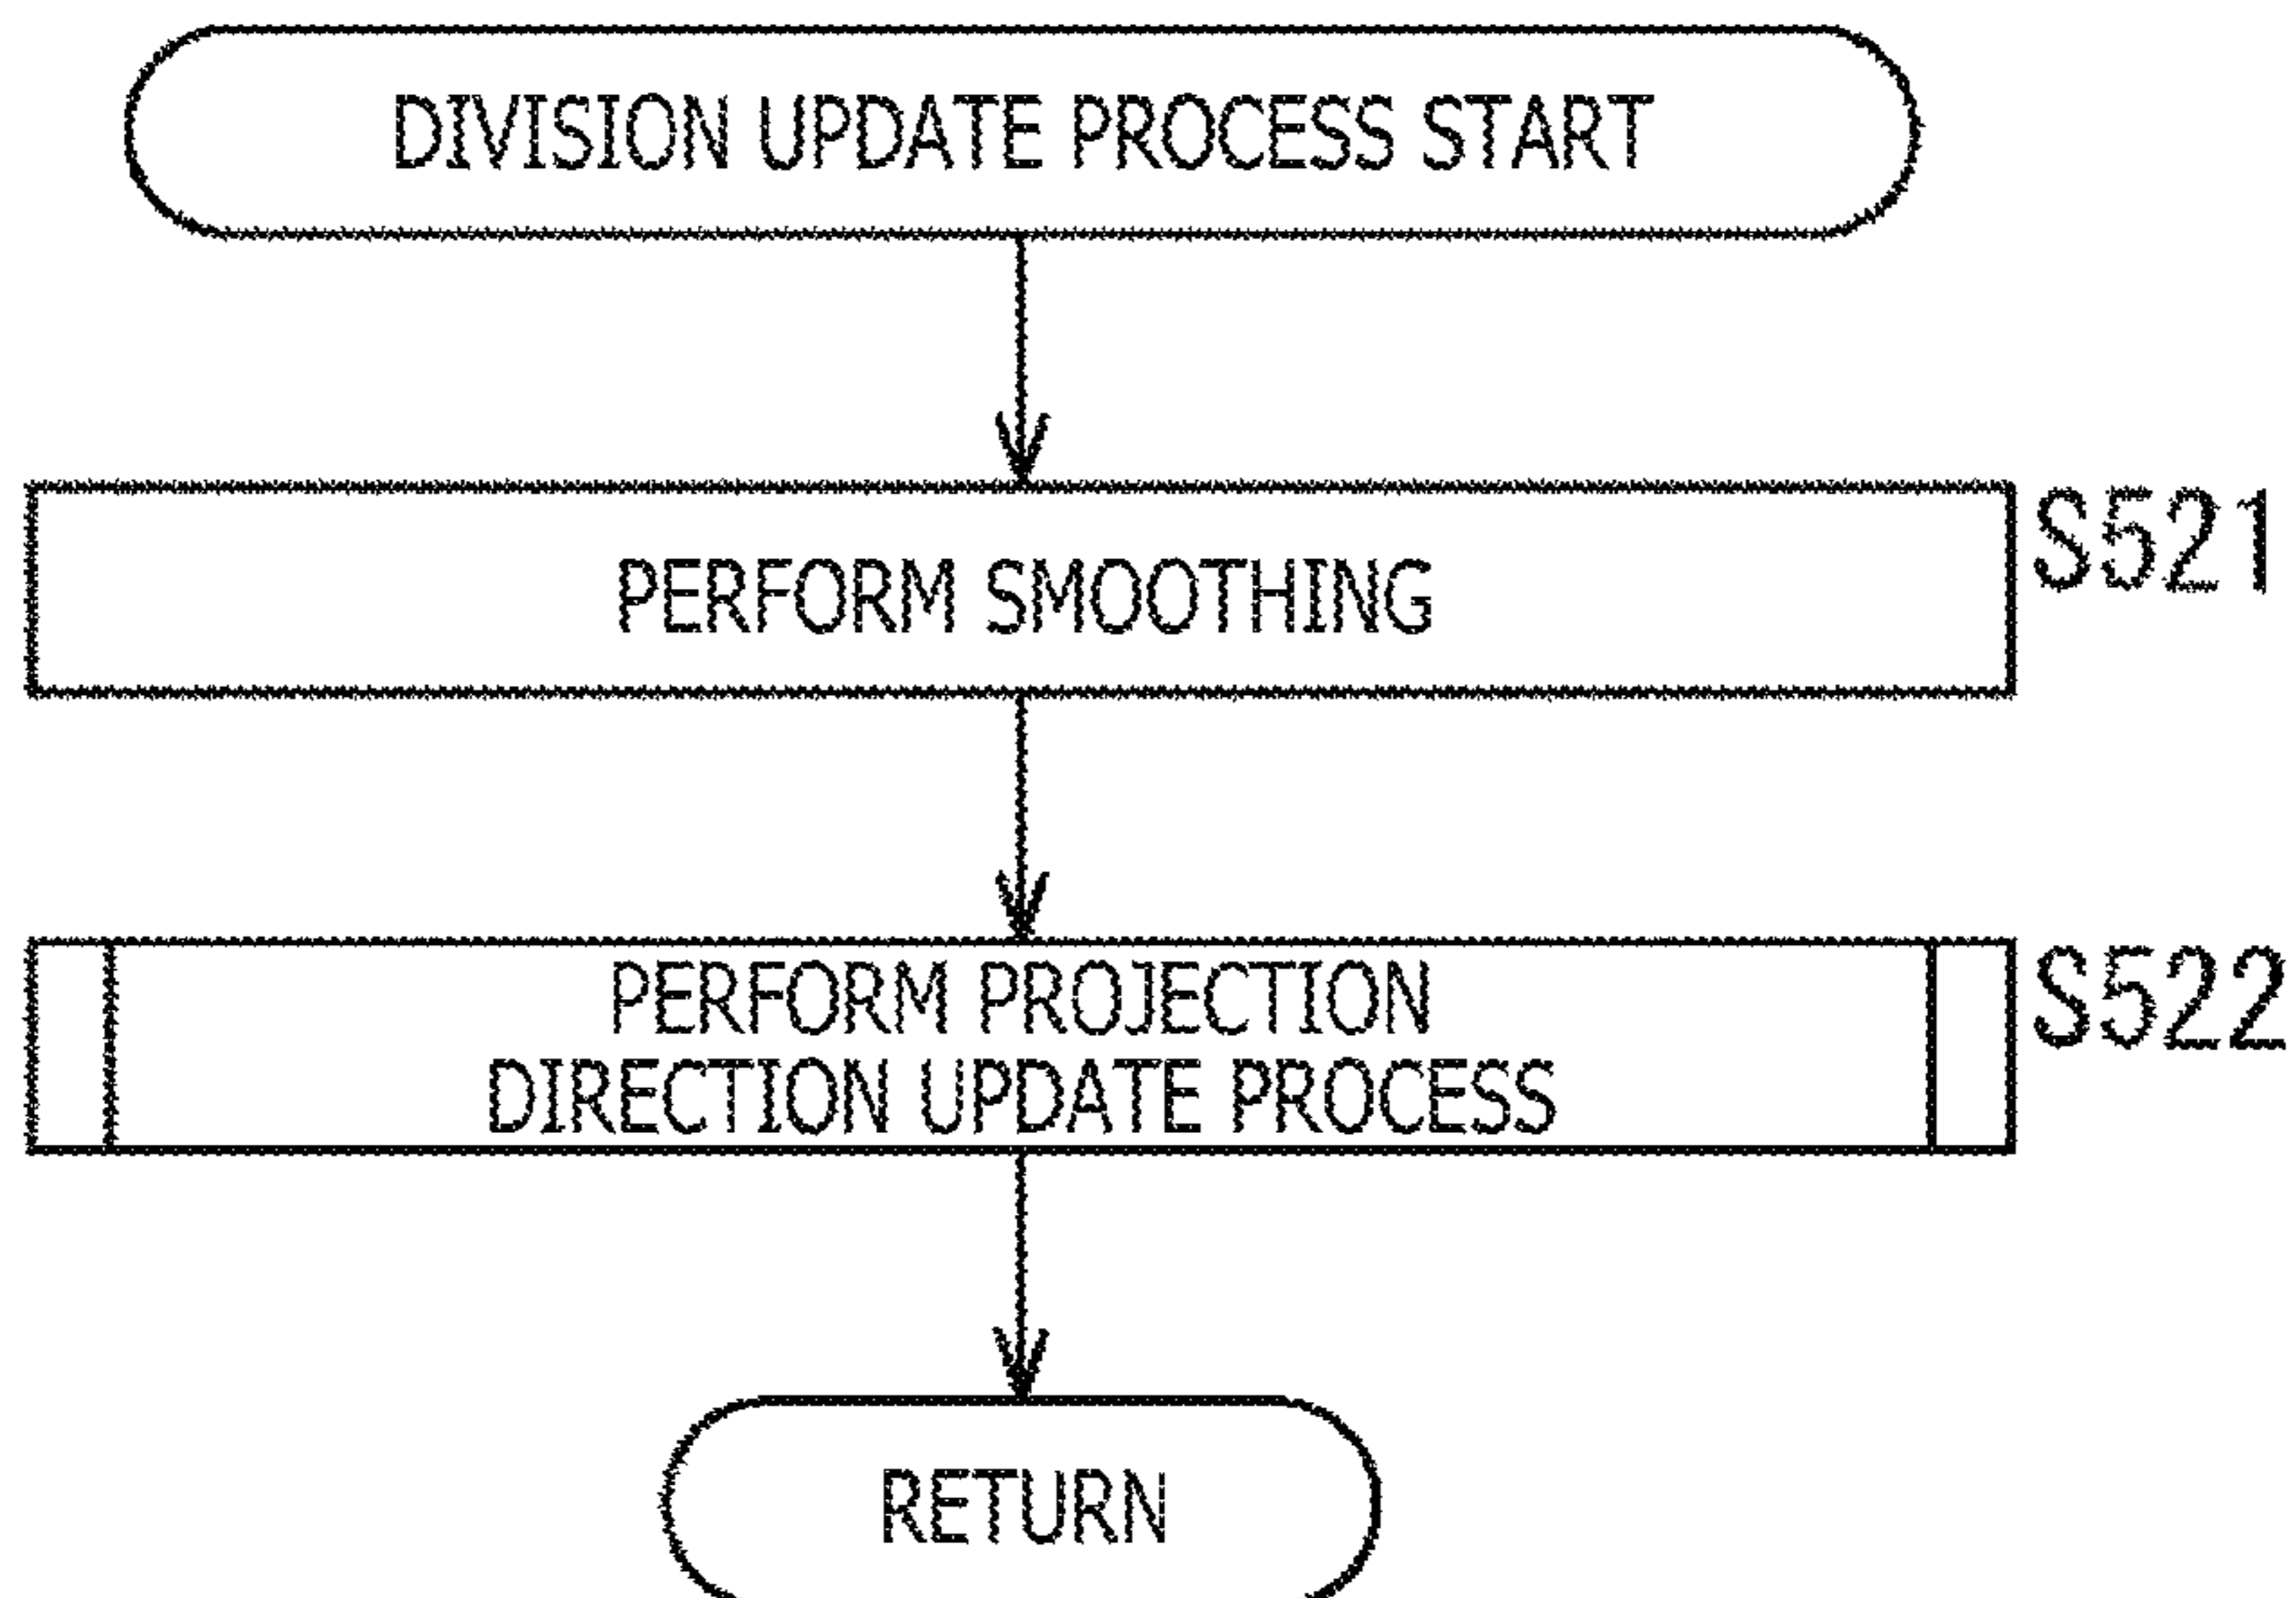 DIVISION UPDATE PROCESS START
PERFORM SMOOTHING
S521
PERFORM PROJECTION
DIRECTION UPDATE PROCESS
S522
RETURN